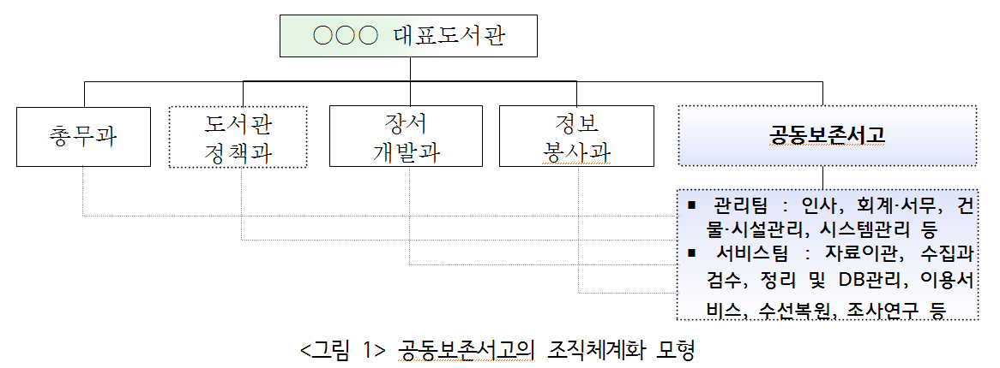 ○○○ 대표도서관
총무과
도서관
정책과
장서
개발과
정보
봉사과
공동보존서고
■ 관리팀 : 인사, 회계·서무, 건
물·시설관리, 시스템관리 등
■ 서비스팀 : 자료이관, 수집과
검수, 정리 및 DB관리, 이용서
비스, 수선복원, 조사연구 등
<그림 1> 공동보존서고의 조직체계화 모형